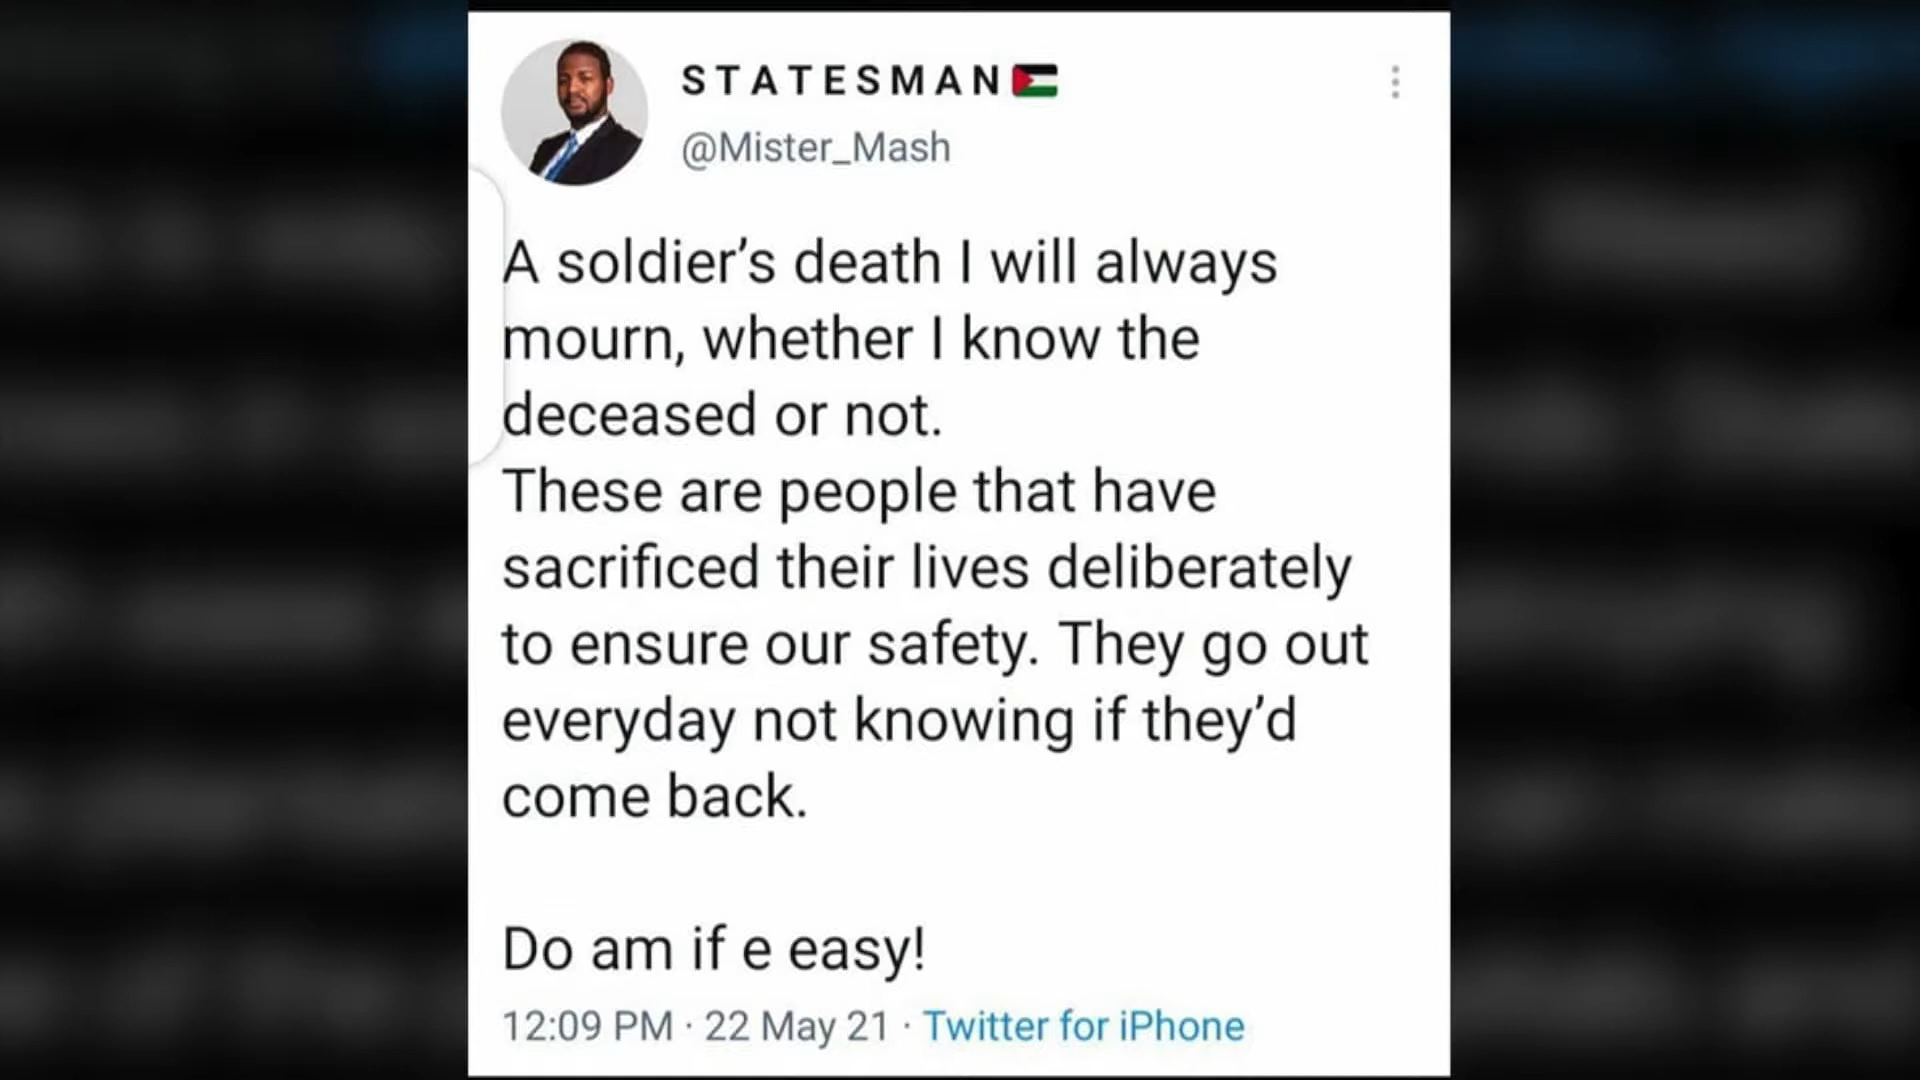 STATESMAN🇵🇸
@Mister_Mash
A soldier’s death I will always
mourn, whether I know the
deceased or not.
These are people that have
sacrificed their lives deliberately
to ensure our safety. They go out
everyday not knowing if they’d
come back.
Do am if e easy!
12:09 PM · 22 May 21 · Twitter for iPhone